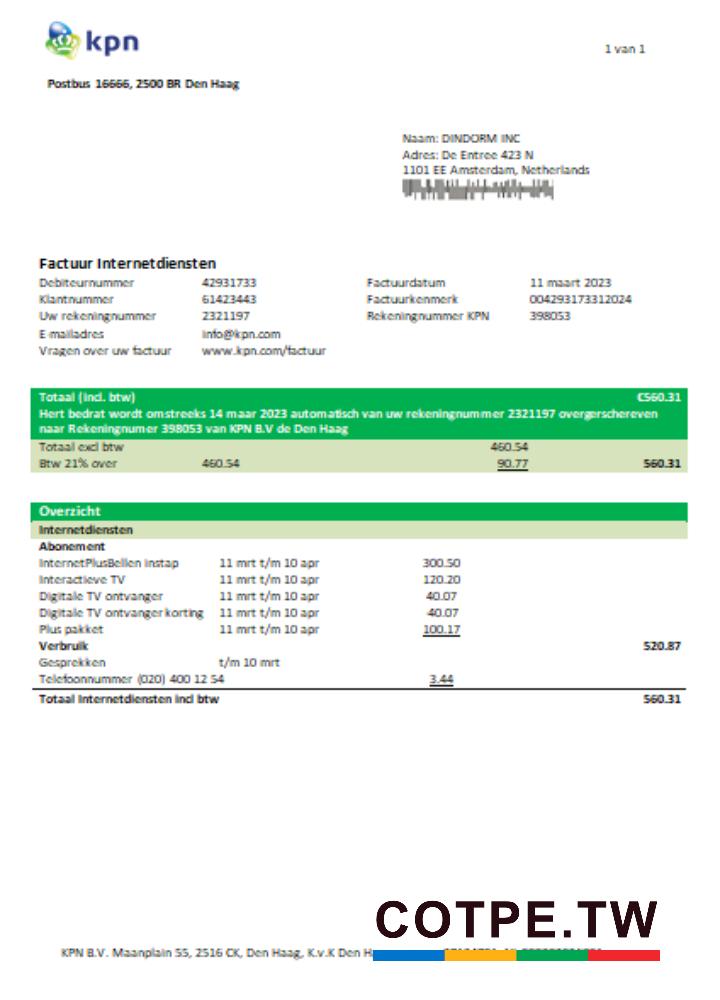 kpn
1 van 1
Postbus 16666, 2500 BR Den Haag
Naam: DINDORM INC
Adres: De Entree 423 N
1101 EE Amsterdam, Netherlands
Factuur Internetdiensten
Debiteurnummer 42931733 Factuurdatum 11 maart 2023
Klantnummer 61423443 Factuurkenmerk 004293173312024
Uw rekeningnummer 2321197 Rekeningnummer KPN 398053
E-mailadres info@kpn.com
Vragen over uw factuur www.kpn.com/factuur
Totaal (incl. btw) €560.31
Hert bedrat wordt omstreeks 14 maar 2023 automatisch van uw rekeningnummer 2321197 overgerschereven
naar Rekeningnumer 398053 van KPN B.V de Den Haag
Totaal excl btw 460.54
Btw 21% over 460.54 90.77 560.31
Overzicht
Internetdiensten
Abonement
InternetPlusBellen instap 11 mrt t/m 10 apr 300.50
Interactieve TV 11 mrt t/m 10 apr 120.20
Digitale TV ontvanger 11 mrt t/m 10 apr 40.07
Digitale TV ontvanger korting 11 mrt t/m 10 apr 40.07
Plus pakket 11 mrt t/m 10 apr 100.17
Verbruik 520.87
Gesprekken t/m 10 mrt
Telefoonnummer (020) 400 12 54 3.44
Totaal Internetdiensten incl btw 560.31
COTPE.TW
KPN B.V. Maanplain 55, 2516 CK, Den Haag, K.v.K Den